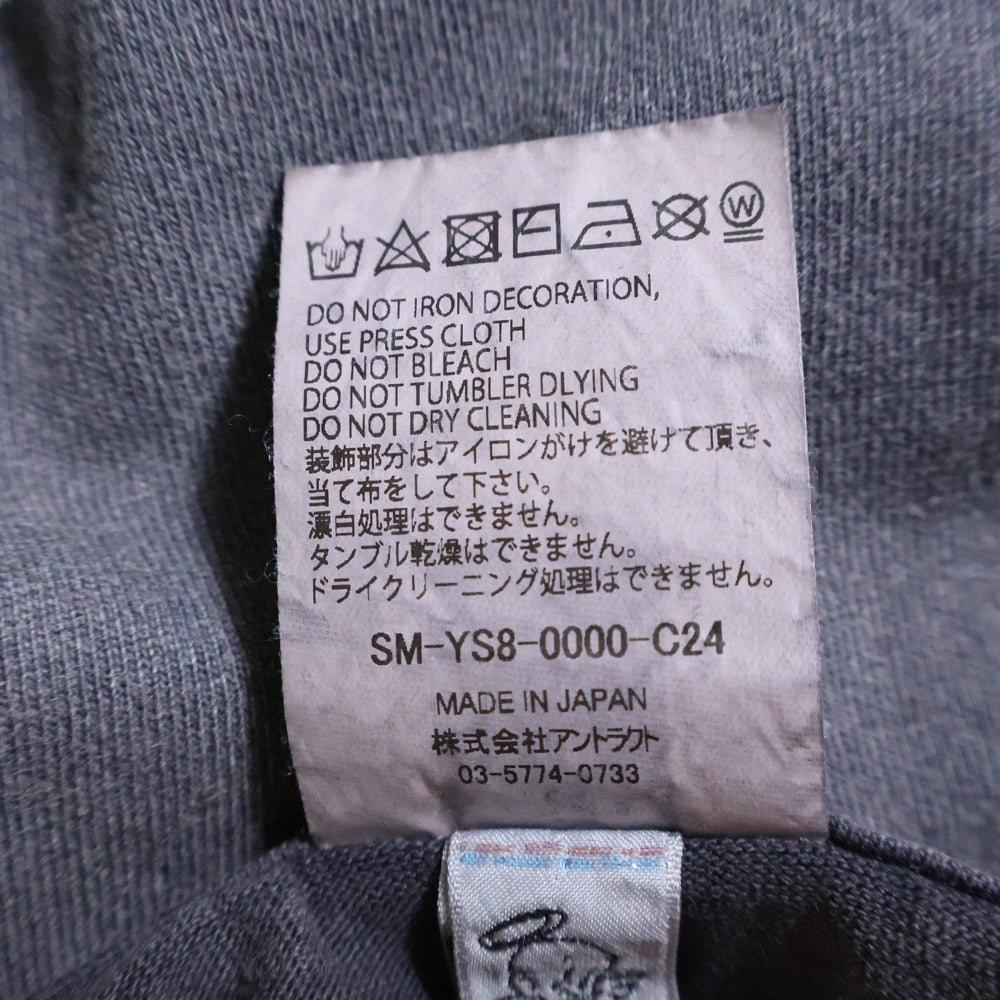 W
DO NOT IRON DECORATION,
USE PRESS CLOTH
DO NOT BLEACH
DO NOT TUMBLER DLYING
DO NOT DRY CLEANING
装飾部分はアイロンがけを避けて頂き、
当て布をして下さい。
漂白処理はできません。
タンブル乾燥はできません。
ドライクリーニング処理はできません。
SM-YS8-0000-C24
MADE IN JAPAN
株式会社アントラクト
03-5774-0733